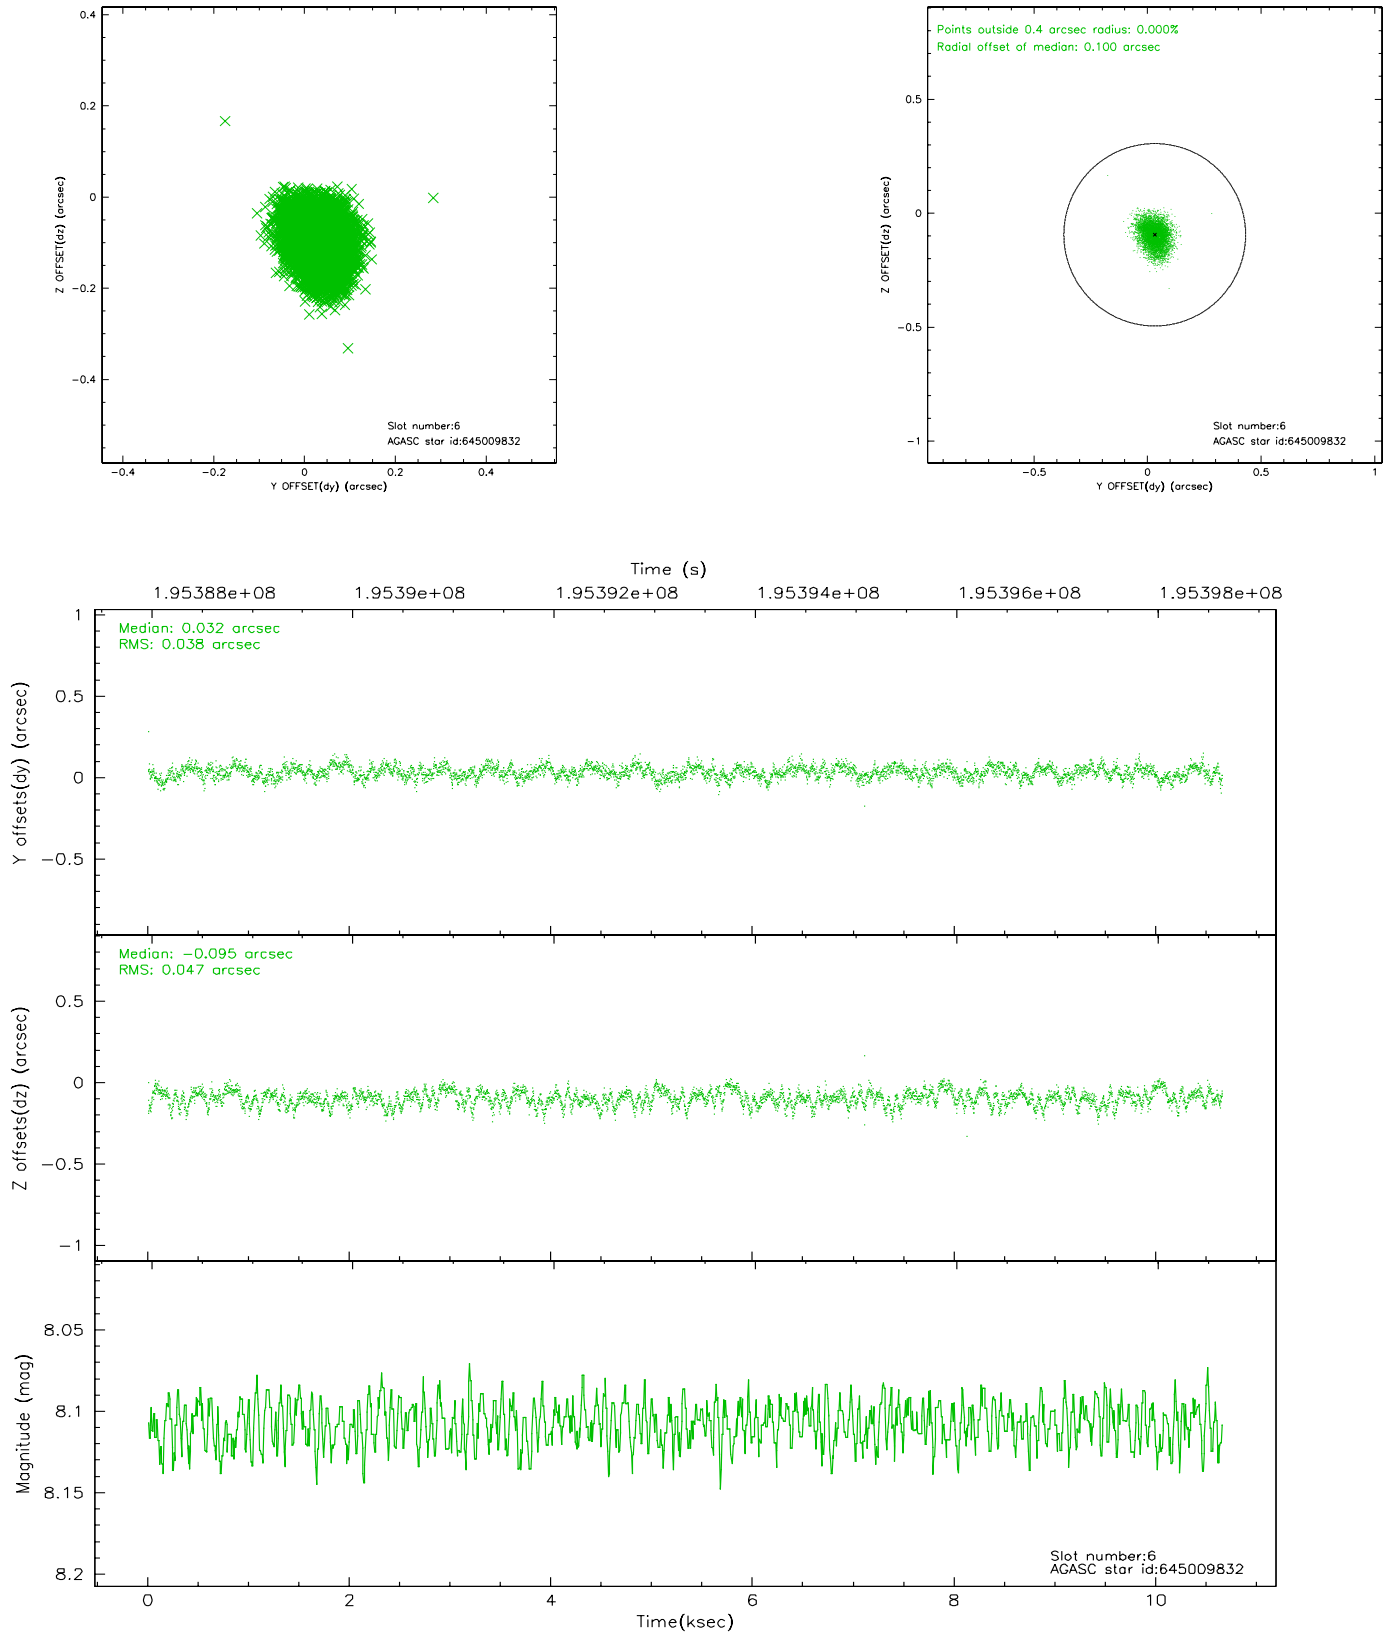 0.4
0.2
0
−0.2
−0.4
Z OFFSET(dz) (arcsec)
Slot number:6
AGASC star id:645009832
−0.4 −0.2 0 0.2 0.4
Y OFFSET(dy) (arcsec)
Points outside 0.4 arcsec radius: 0.000%
Radial offset of median: 0.100 arcsec
0.5
0
−0.5
−1
Z OFFSET(dz) (arcsec)
Slot number:6
AGASC star id:645009832
−0.5 0 0.5 1
Y OFFSET(dy) (arcsec)
Time (s)
1.95388e+08 1.9539e+08 1.95392e+08 1.95394e+08 1.95396e+08 1.95398e+08
Median: 0.032 arcsec
RMS: 0.038 arcsec
1
0.5
0
−0.5
Y offsets(dy) (arcsec)
Median: −0.095 arcsec
RMS: 0.047 arcsec
0.5
0
−0.5
−1
Z offsets(dz) (arcsec)
8.05
8.1
8.15
8.2
Magnitude (mag)
Slot number:6
AGASC star id:645009832
0 2 4 6 8 10
Time(ksec)